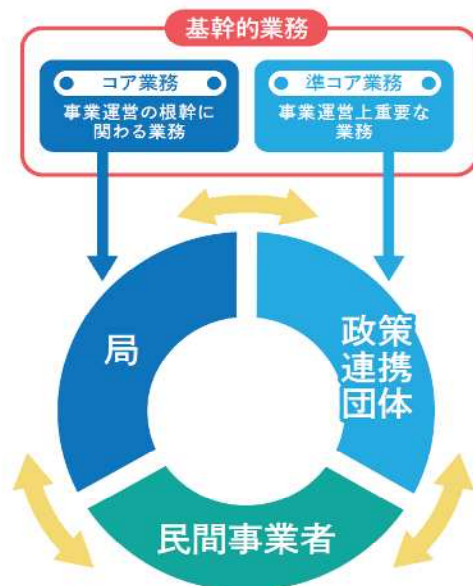 基幹的業務
コア業務
事業運営の根幹に
関わる業務
準コア業務
事業運営上重要な
業務
局
政策
連携
団体
民間事業者